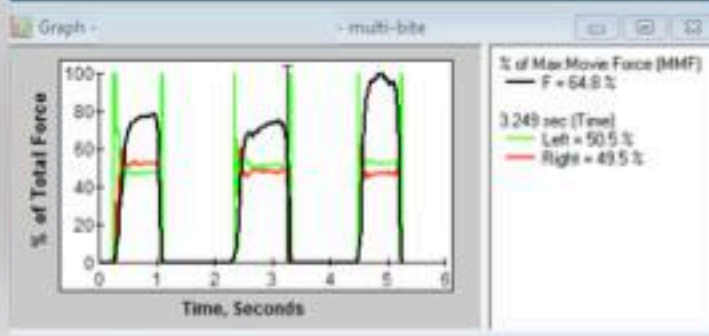 Graph -
- multi-bite
% of Total Force
100
80
60
40
20
0
0 1 2 3 4 5 6
Time, Seconds
% of Max Movie Force (MMF)
F = 64.8 %
3.249 sec (Time)
Left = 50.5 %
Right = 49.5 %